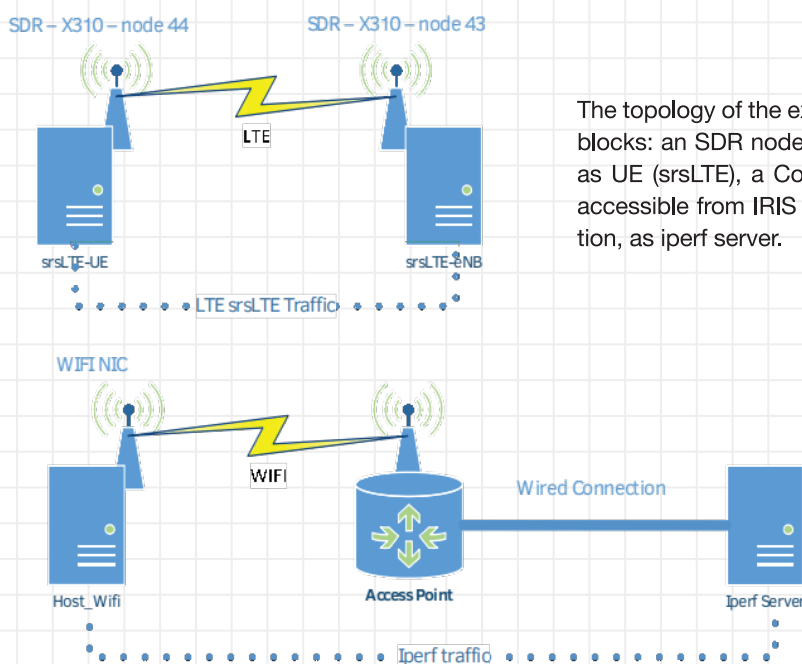 SDR – X310 – node 44
SDR – X310 – node 43
LTE
srsLTE-UE
srsLTE-eNB
LTE srsLTE Traffic
The topology of the ex
blocks: an SDR node
as UE (srsLTE), a Co
accessible from IRIS
tion, as iperf server.
WIFI NIC
WIFI
Wired Connection
Host_Wifi
Access Point
Iperf Server
Iperf traffic